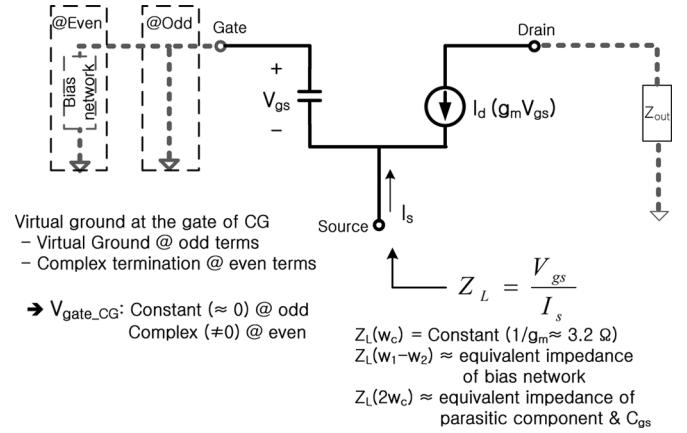 @Even
@Odd
Gate
Drain
Bias
network
+
Vgs
−
Id (gmVgs)
Zout
Source
Is
Virtual ground at the gate of CG
− Virtual Ground @ odd terms
− Complex termination @ even terms
➔ Vgate_CG: Constant (≈ 0) @ odd
Complex (≠0) @ even
ZL = Vgs / Is
ZL(wc) = Constant (1/gm≈ 3.2 Ω)
ZL(w1−w2) ≈ equivalent impedance
of bias network
ZL(2wc) ≈ equivalent impedance of
parasitic component & Cgs